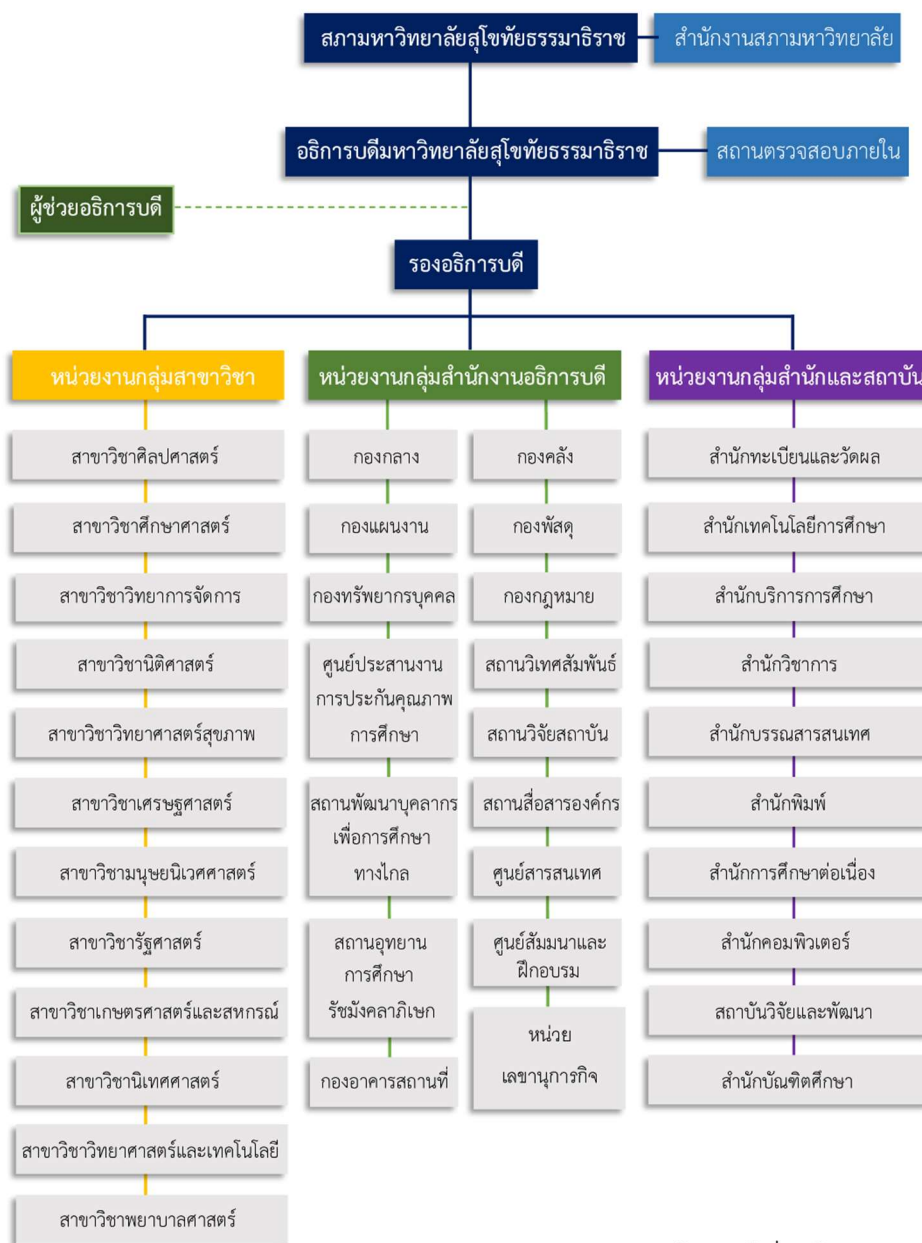 สภามหาวิทยาลัยสุโขทัยธรรมาธิราช
สำนักงานสภามหาวิทยาลัย
อธิการบดีมหาวิทยาลัยสุโขทัยธรรมาธิราช
สถานตรวจสอบภายใน
ผู้ช่วยอธิการบดี
รองอธิการบดี
หน่วยงานกลุ่มสาขาวิชา
สาขาวิชาศิลปศาสตร์
สาขาวิชาศึกษาศาสตร์
สาขาวิชาวิทยาการจัดการ
สาขาวิชานิติศาสตร์
สาขาวิชาวิทยาศาสตร์สุขภาพ
สาขาวิชาเศรษฐศาสตร์
สาขาวิชามนุษยนิเวศศาสตร์
สาขาวิชารัฐศาสตร์
สาขาวิชาเกษตรศาสตร์และสหกรณ์
สาขาวิชานิเทศศาสตร์
สาขาวิชาวิทยาศาสตร์และเทคโนโลยี
สาขาวิชาพยาบาลศาสตร์
หน่วยงานกลุ่มสำนักงานอธิการบดี
กองกลาง
กองแผนงาน
กองทรัพยากรบุคคล
ศูนย์ประสานงาน
การประกันคุณภาพ
การศึกษา
สถานพัฒนาบุคลากร
เพื่อการศึกษา
ทางไกล
สถานอุทยาน
การศึกษา
รัชมังคลาภิเษก
กองอาคารสถานที่
กองคลัง
กองพัสดุ
กองกฎหมาย
สถานวิเทศสัมพันธ์
สถานวิจัยสถาบัน
สถานสื่อสารองค์กร
ศูนย์สารสนเทศ
ศูนย์สัมมนาและ
ฝึกอบรม
หน่วย
เลขานุการกิจ
หน่วยงานกลุ่มสำนักและสถาบัน
สำนักทะเบียนและวัดผล
สำนักเทคโนโลยีการศึกษา
สำนักบริการการศึกษา
สำนักวิชาการ
สำนักบรรณสารสนเทศ
สำนักพิมพ์
สำนักการศึกษาต่อเนื่อง
สำนักคอมพิวเตอร์
สถาบันวิจัยและพัฒนา
สำนักบัณฑิตศึกษา